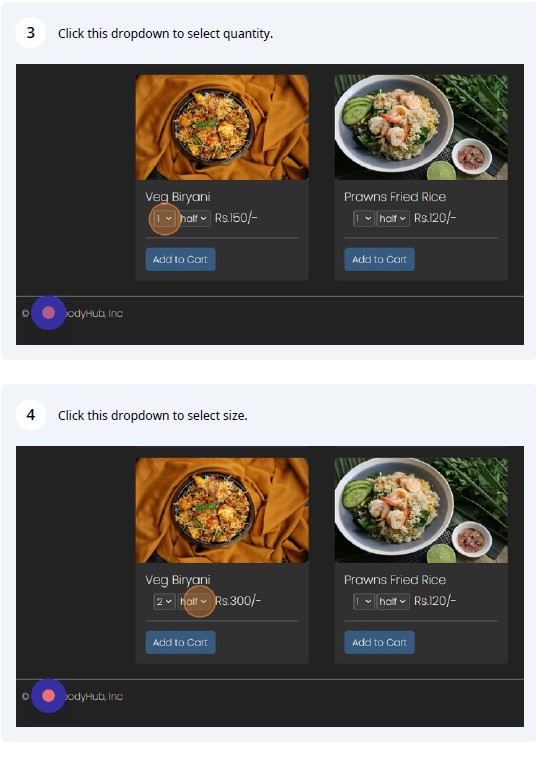 3 Click this dropdown to select quantity.
Veg Biryani Prawns Fried Rice
1 half Rs.150/- 1 half Rs.120/-
Add to Cart Add to Cart
© odyHub, Inc
4 Click this dropdown to select size.
Veg Biryani Prawns Fried Rice
2 half Rs.300/- 1 half Rs.120/-
Add to Cart Add to Cart
© odyHub, Inc